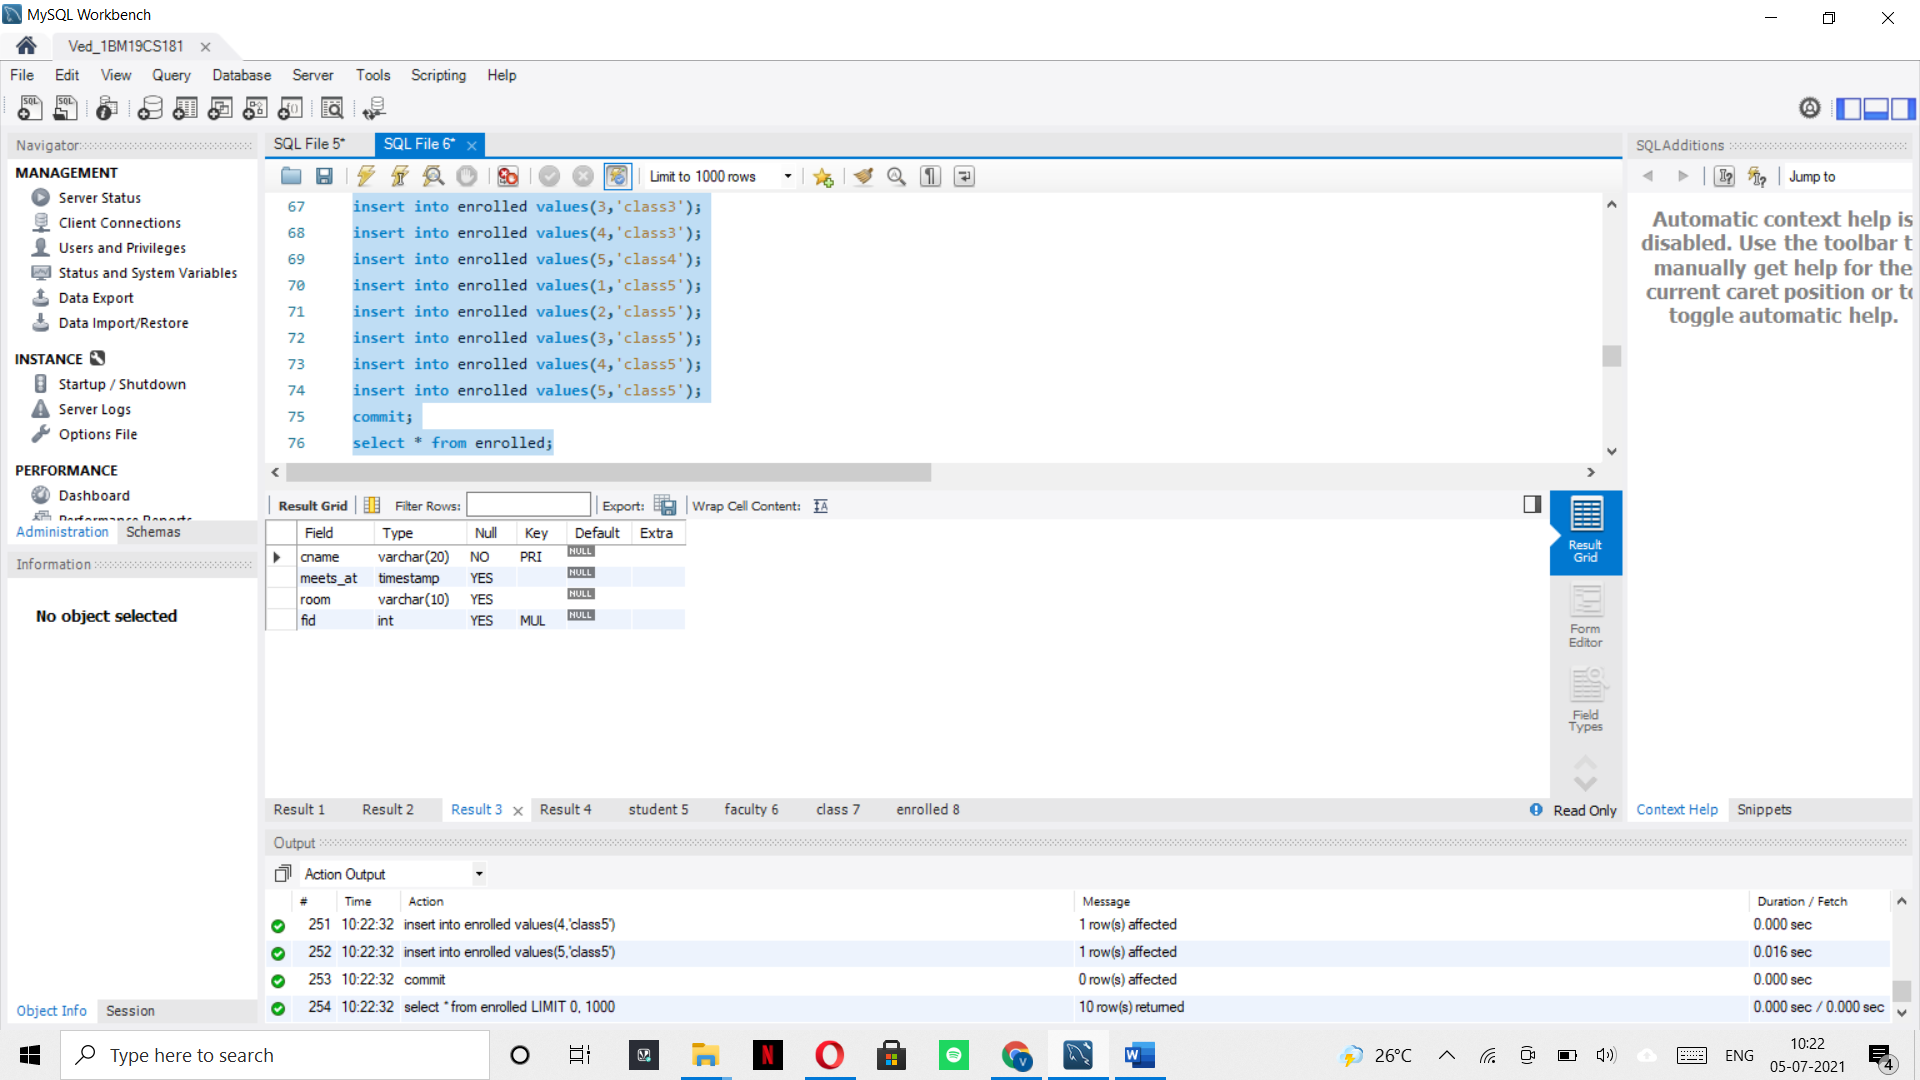 MySQL Workbench
Ved_1BM19CS181
File Edit View Query Database Server Tools Scripting Help
Navigator
MANAGEMENT
Server Status
Client Connections
Users and Privileges
Status and System Variables
Data Export
Data Import/Restore
INSTANCE
Startup / Shutdown
Server Logs
Options File
PERFORMANCE
Dashboard
Performance Reports
Administration Schemas
Information
No object selected
Object Info Session
SQL File 5* SQL File 6*
Limit to 1000 rows
67 insert into enrolled values(3,'class3');
68 insert into enrolled values(4,'class3');
69 insert into enrolled values(5,'class4');
70 insert into enrolled values(1,'class5');
71 insert into enrolled values(2,'class5');
72 insert into enrolled values(3,'class5');
73 insert into enrolled values(4,'class5');
74 insert into enrolled values(5,'class5');
75 commit;
76 select * from enrolled;
Result Grid Filter Rows: Export: Wrap Cell Content:
Field Type Null Key Default Extra
cname varchar(20) NO PRI NULL
meets_at timestamp YES NULL
room varchar(10) YES NULL
fid int YES MUL NULL
Result Grid
Form Editor
Field Types
Result 1 Result 2 Result 3 Result 4 student 5 faculty 6 class 7 enrolled 8
Read Only
SQLAdditions
Jump to
Automatic context help is
disabled. Use the toolbar t
manually get help for the
current caret position or to
toggle automatic help.
Context Help Snippets
Output
Action Output
# Time Action Message Duration / Fetch
251 10:22:32 insert into enrolled values(4,'class5') 1 row(s) affected 0.000 sec
252 10:22:32 insert into enrolled values(5,'class5') 1 row(s) affected 0.016 sec
253 10:22:32 commit 0 row(s) affected 0.000 sec
254 10:22:32 select * from enrolled LIMIT 0, 1000 10 row(s) returned 0.000 sec / 0.000 sec
Type here to search
26°C
ENG
10:22
05-07-2021
4